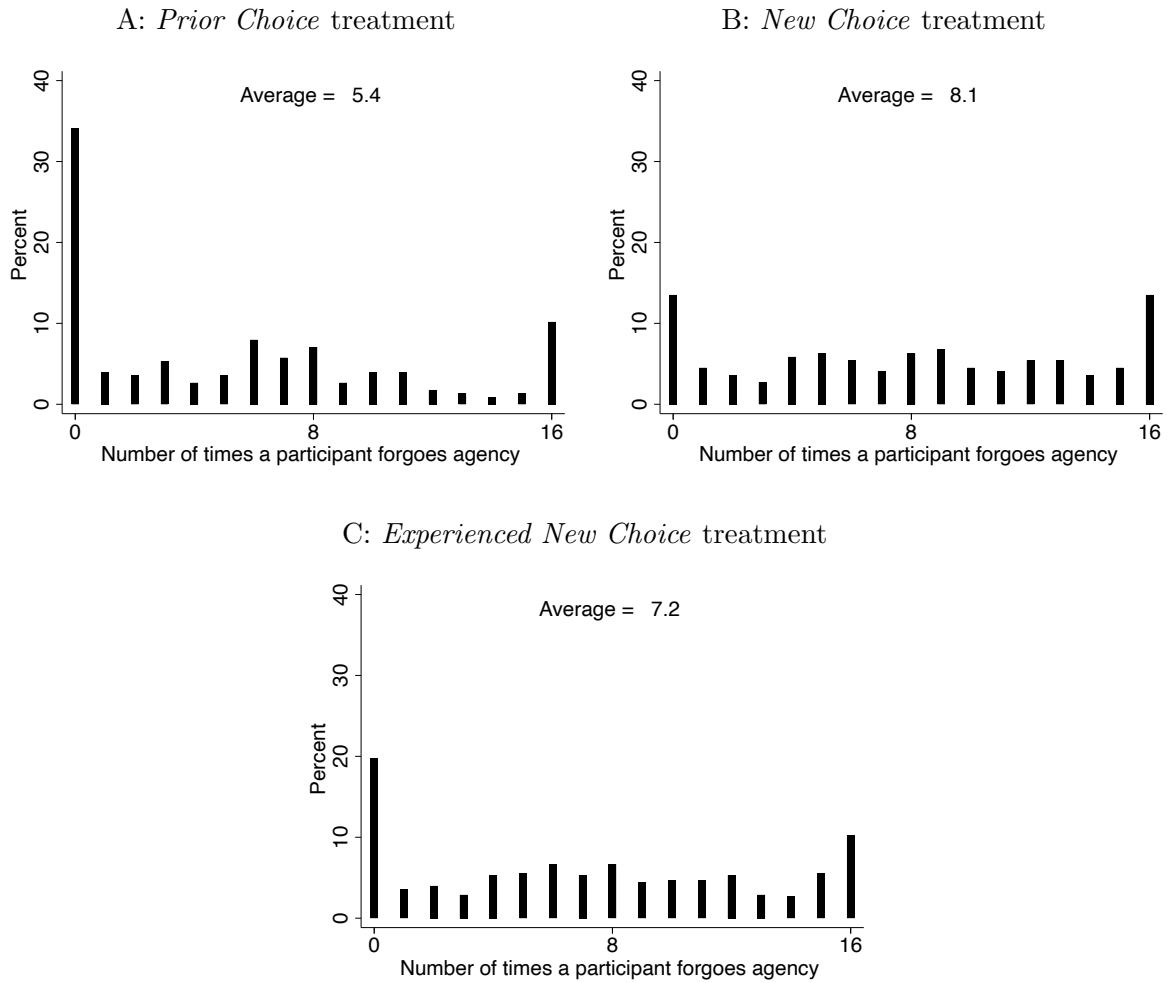 A: Prior Choice treatment
Average = 5.4
Percent
40
30
20
10
0
0 8 16
Number of times a participant forgoes agency
B: New Choice treatment
Average = 8.1
Percent
40
30
20
10
0
0 8 16
Number of times a participant forgoes agency
C: Experienced New Choice treatment
Average = 7.2
Percent
40
30
20
10
0
0 8 16
Number of times a participant forgoes agency